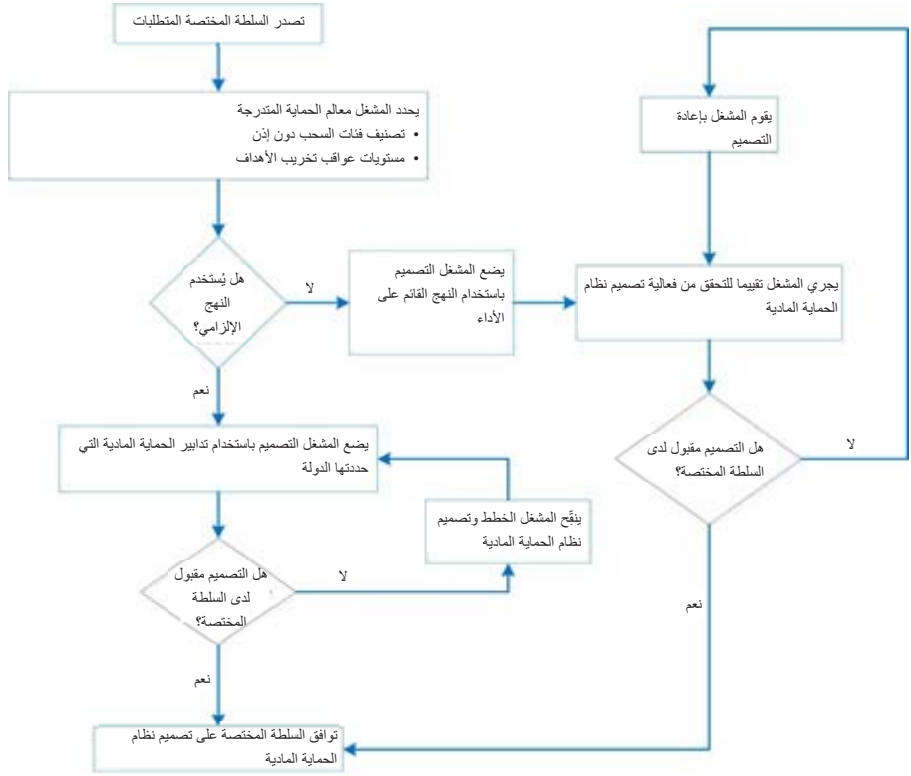 تصدر السلطة المختصة المتطلبات
يحدد المشغل معالم الحماية المتدرجة
• تصنيف فئات السحب دون إذن
• مستويات عواقب تخريب الأهداف
هل يُستخدم
النهج
الإلزامي؟
لا
نعم
يضع المشغل التصميم
باستخدام النهج القائم على
الأداء
يقوم المشغل بإعادة
التصميم
يجري المشغل تقييما للتحقق من فعالية تصميم نظام
الحماية المادية
هل التصميم مقبول لدى
السلطة المختصة؟
لا
نعم
يضع المشغل التصميم باستخدام تدابير الحماية المادية التي
حددتها الدولة
ينقِّح المشغل الخطط وتصميم
نظام الحماية المادية
هل التصميم مقبول
لدى السلطة
المختصة؟
لا
نعم
توافق السلطة المختصة على تصميم نظام
الحماية المادية